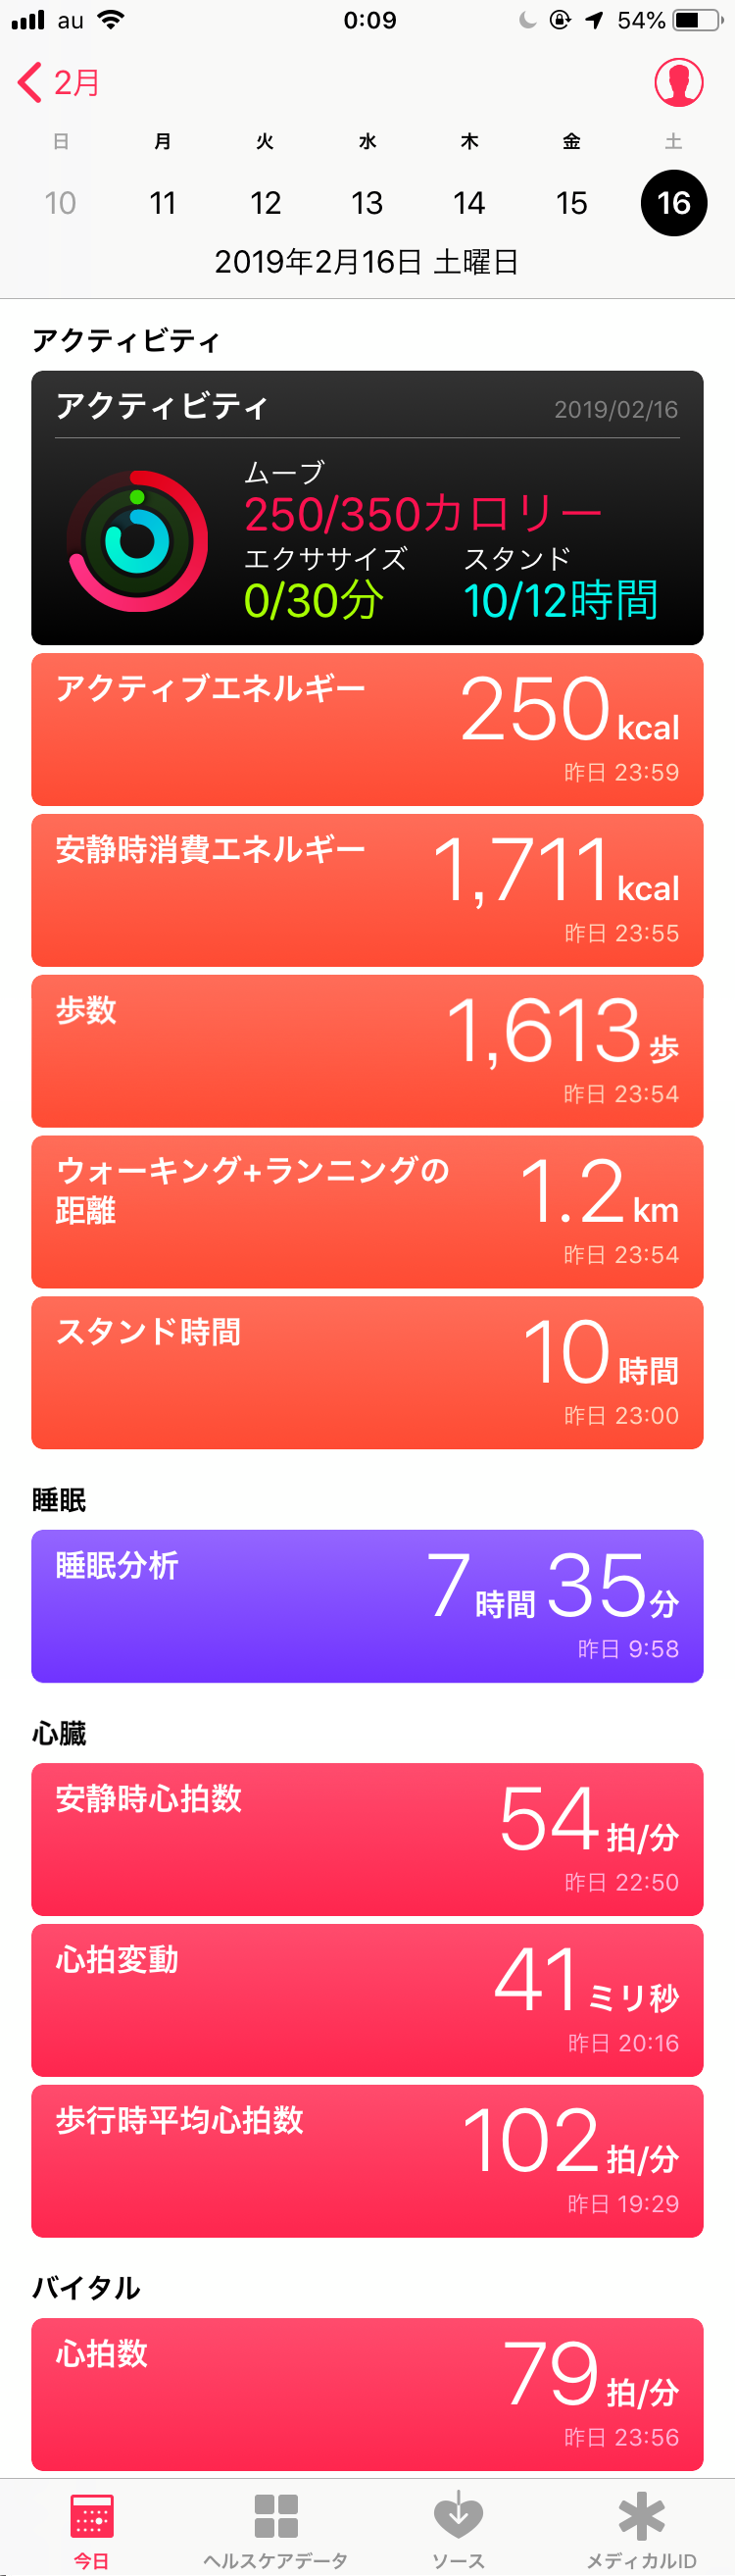 au 0:09 54%
2月
日 月 火 水 木 金 土
10 11 12 13 14 15 16
2019年2月16日 土曜日
アクティビティ
アクティビティ 2019/02/16
ムーブ
250/350カロリー
エクササイズ スタンド
0/30分 10/12時間
アクティブエネルギー 250 kcal
昨日 23:59
安静時消費エネルギー 1,711 kcal
昨日 23:55
歩数 1,613 歩
昨日 23:54
ウォーキング+ランニングの
距離 1.2 km
昨日 23:54
スタンド時間 10 時間
昨日 23:00
睡眠
睡眠分析 7時間35分
昨日 9:58
心臓
安静時心拍数 54 拍/分
昨日 22:50
心拍変動 41 ミリ秒
昨日 20:16
歩行時平均心拍数 102 拍/分
昨日 19:29
バイタル
心拍数 79 拍/分
昨日 23:56
今日 ヘルスケアデータ ソース メディカルID